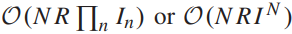 𝒪(NR ∏ₙ Iₙ) or 𝒪(NRIᴺ)